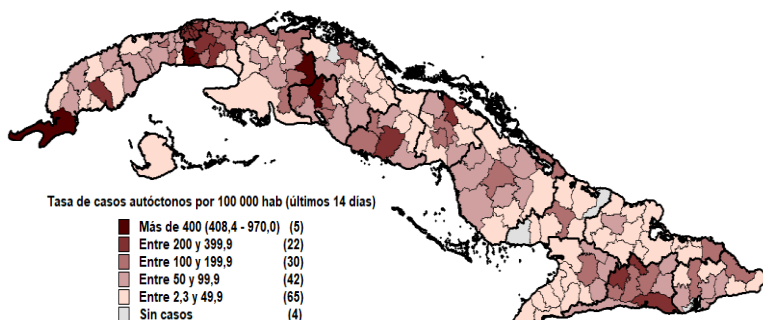 Tasa de casos autóctonos por 100 000 hab (últimos 14 dias)
Más de 400 (408,4 - 970,0) (5)
Entre 200 y 399,9 (22)
Entre 100 y 199,9 (30)
Entre 50 y 99,9 (42)
Entre 2,3 y 49,9 (65)
Sin casos (4)